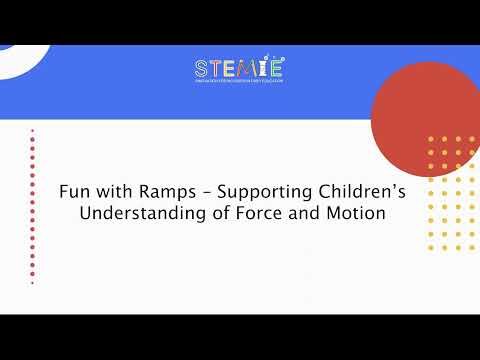 STEMIE
Fun with Ramps – Supporting Children's
Understanding of Force and Motion